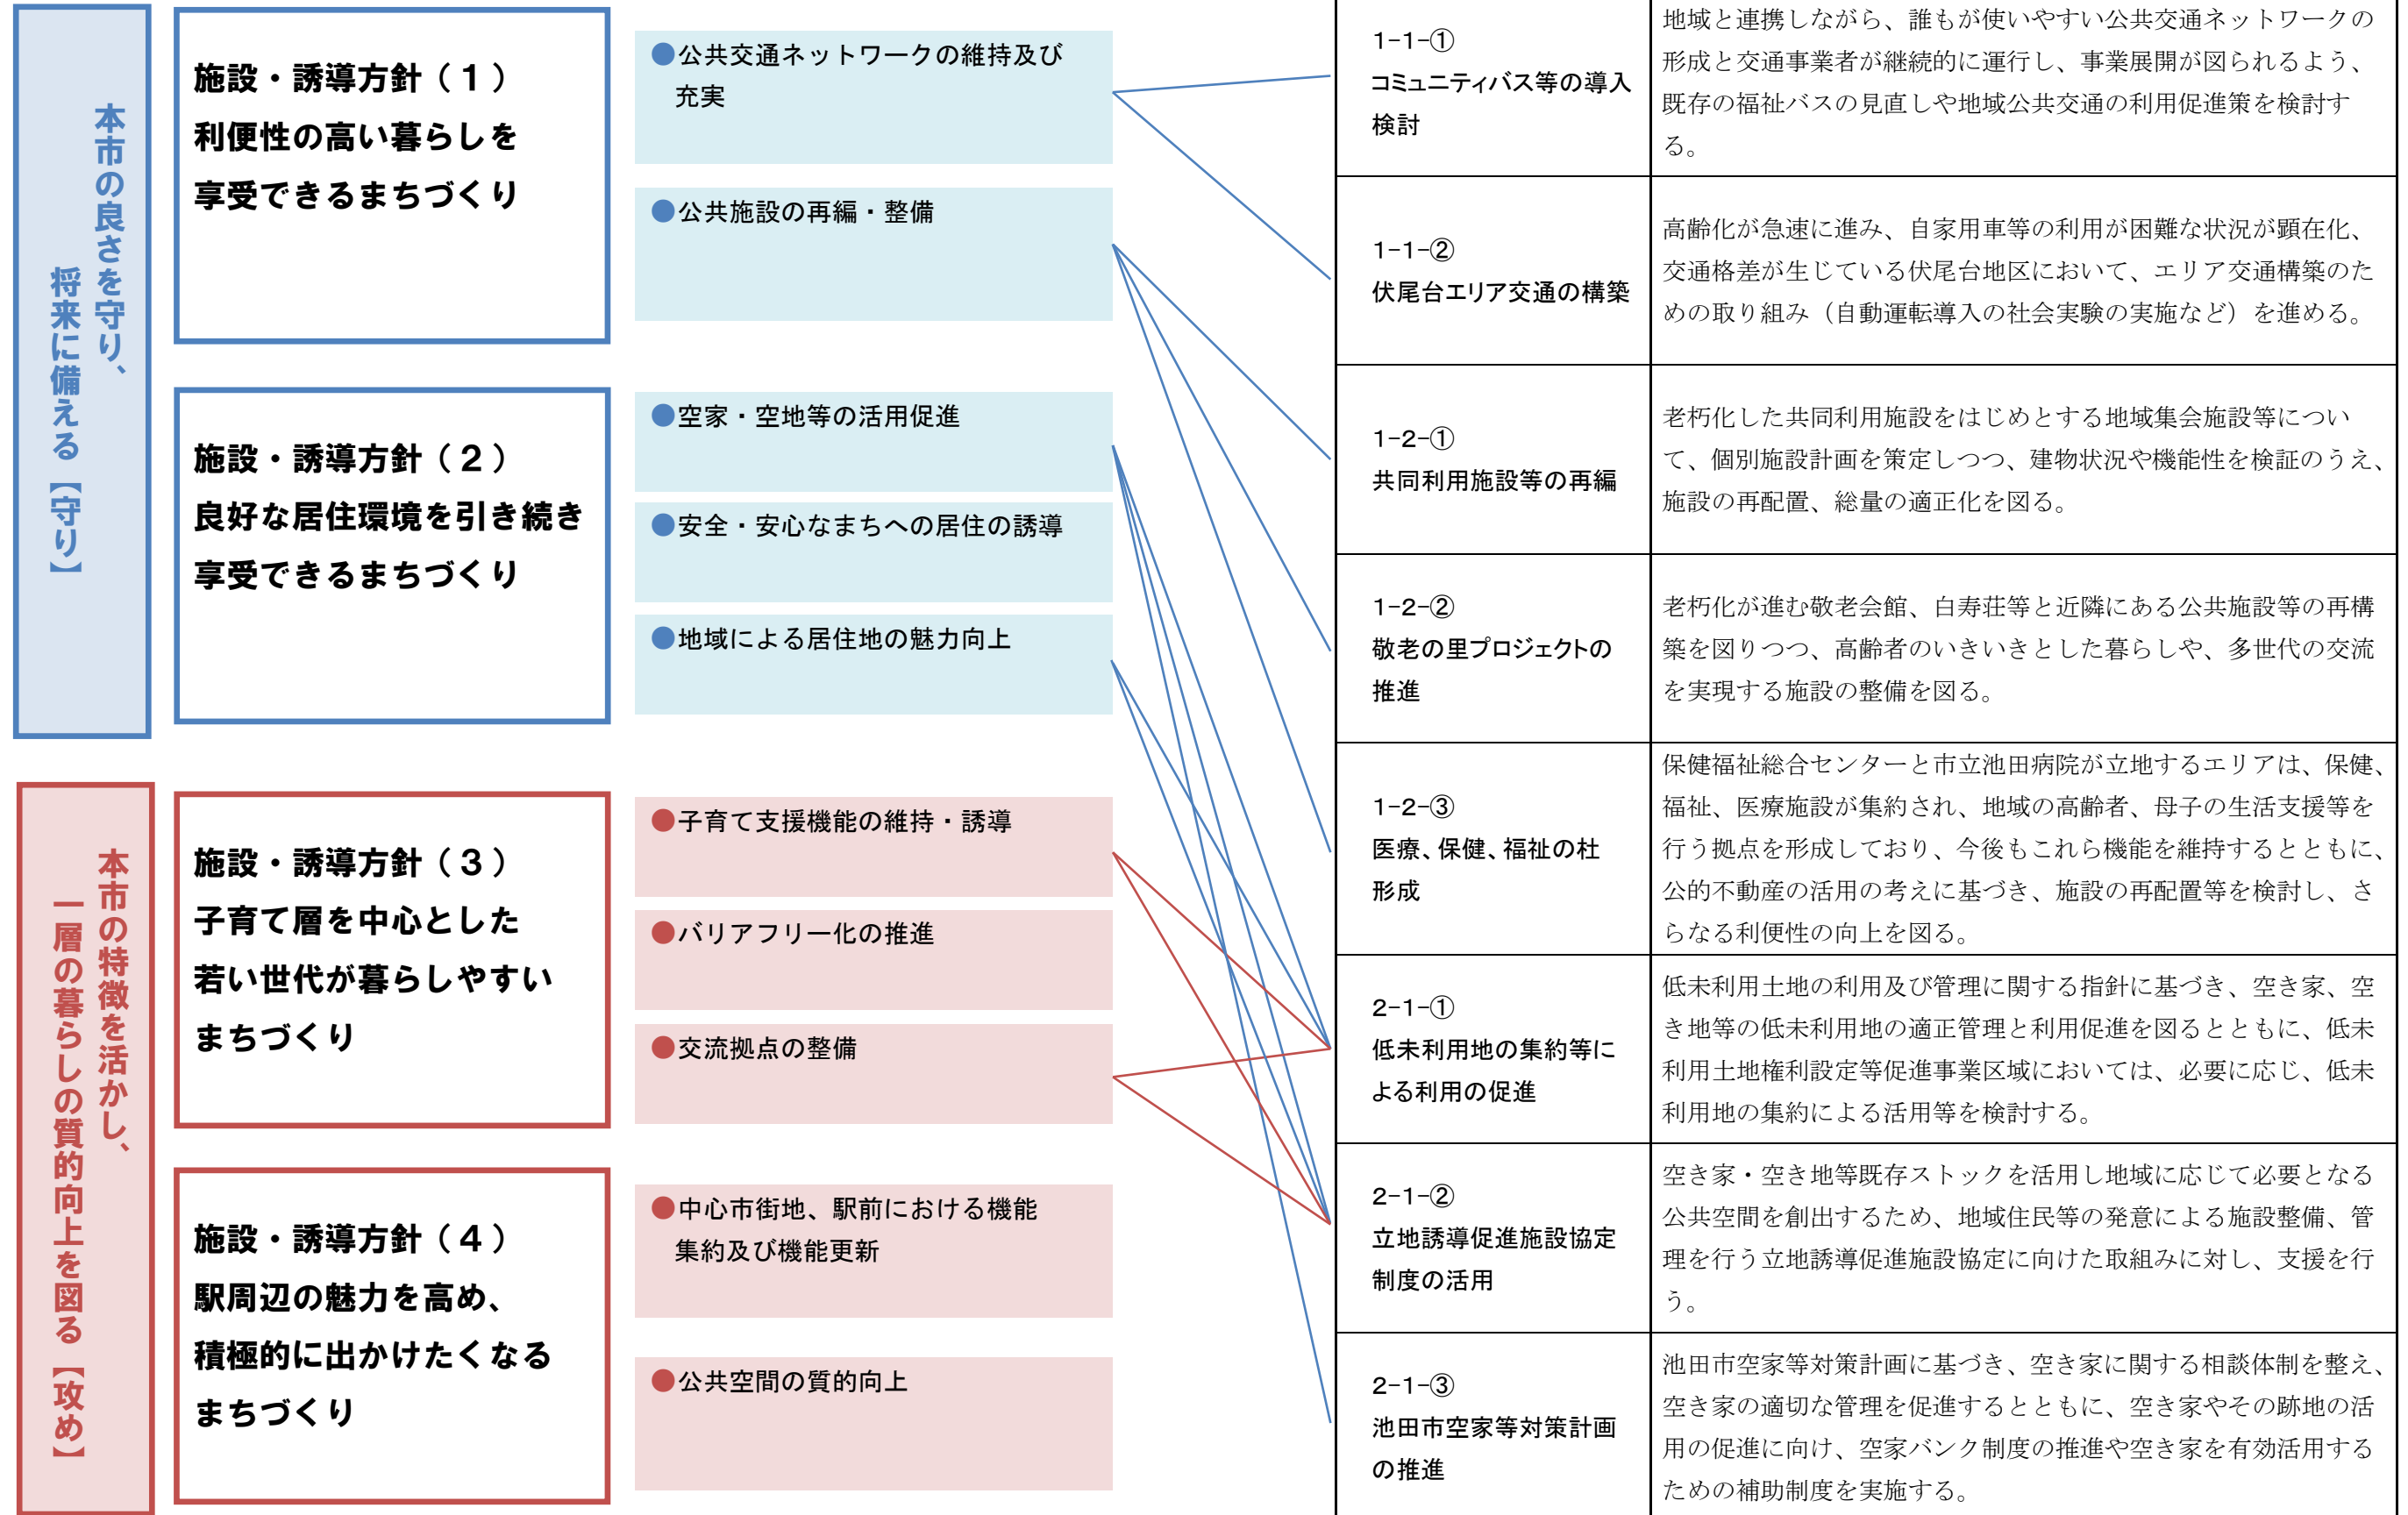 本市の良さを守り、
将来に備える【守り】
施設・誘導方針（１）
利便性の高い暮らしを
享受できるまちづくり
●公共交通ネットワークの維持及び
充実
●公共施設の再編・整備
施設・誘導方針（２）
良好な居住環境を引き続き
享受できるまちづくり
●空家・空地等の活用促進
●安全・安心なまちへの居住の誘導
●地域による居住地の魅力向上
本市の特徴を活かし、
一層の暮らしの質的向上を図る【攻め】
施設・誘導方針（３）
子育て層を中心とした
若い世代が暮らしやすい
まちづくり
●子育て支援機能の維持・誘導
●バリアフリー化の推進
●交流拠点の整備
施設・誘導方針（４）
駅周辺の魅力を高め、
積極的に出かけたくなる
まちづくり
●中心市街地、駅前における機能
集約及び機能更新
●公共空間の質的向上
1-1-①
コミュニティバス等の導入
検討
地域と連携しながら、誰もが使いやすい公共交通ネットワークの
形成と交通事業者が継続的に運行し、事業展開が図られるよう、
既存の福祉バスの見直しや地域公共交通の利用促進策を検討す
る。
1-1-②
伏尾台エリア交通の構築
高齢化が急速に進み、自家用車等の利用が困難な状況が顕在化、
交通格差が生じている伏尾台地区において、エリア交通構築のた
めの取り組み（自動運転導入の社会実験の実施など）を進める。
1-2-①
共同利用施設等の再編
老朽化した共同利用施設をはじめとする地域集会施設等につい
て、個別施設計画を策定しつつ、建物状況や機能性を検証のうえ、
施設の再配置、総量の適正化を図る。
1-2-②
敬老の里プロジェクトの
推進
老朽化が進む敬老会館、白寿荘等と近隣にある公共施設等の再構
築を図りつつ、高齢者のいきいきとした暮らしや、多世代の交流
を実現する施設の整備を図る。
1-2-③
医療、保健、福祉の杜
形成
保健福祉総合センターと市立池田病院が立地するエリアは、保健、
福祉、医療施設が集約され、地域の高齢者、母子の生活支援等を
行う拠点を形成しており、今後もこれら機能を維持するとともに、
公的不動産の活用の考えに基づき、施設の再配置等を検討し、さ
らなる利便性の向上を図る。
2-1-①
低未利用地の集約等に
よる利用の促進
低未利用土地の利用及び管理に関する指針に基づき、空き家、空
き地等の低未利用地の適正管理と利用促進を図るとともに、低未
利用土地権利設定等促進事業区域においては、必要に応じ、低未
利用地の集約による活用等を検討する。
2-1-②
立地誘導促進施設協定
制度の活用
空き家・空き地等既存ストックを活用し地域に応じて必要となる
公共空間を創出するため、地域住民等の発意による施設整備、管
理を行う立地誘導促進施設協定に向けた取組みに対し、支援を行
う。
2-1-③
池田市空家等対策計画
の推進
池田市空家等対策計画に基づき、空き家に関する相談体制を整え、
空き家の適切な管理を促進するとともに、空き家やその跡地の活
用の促進に向け、空家バンク制度の推進や空き家を有効活用する
ための補助制度を実施する。